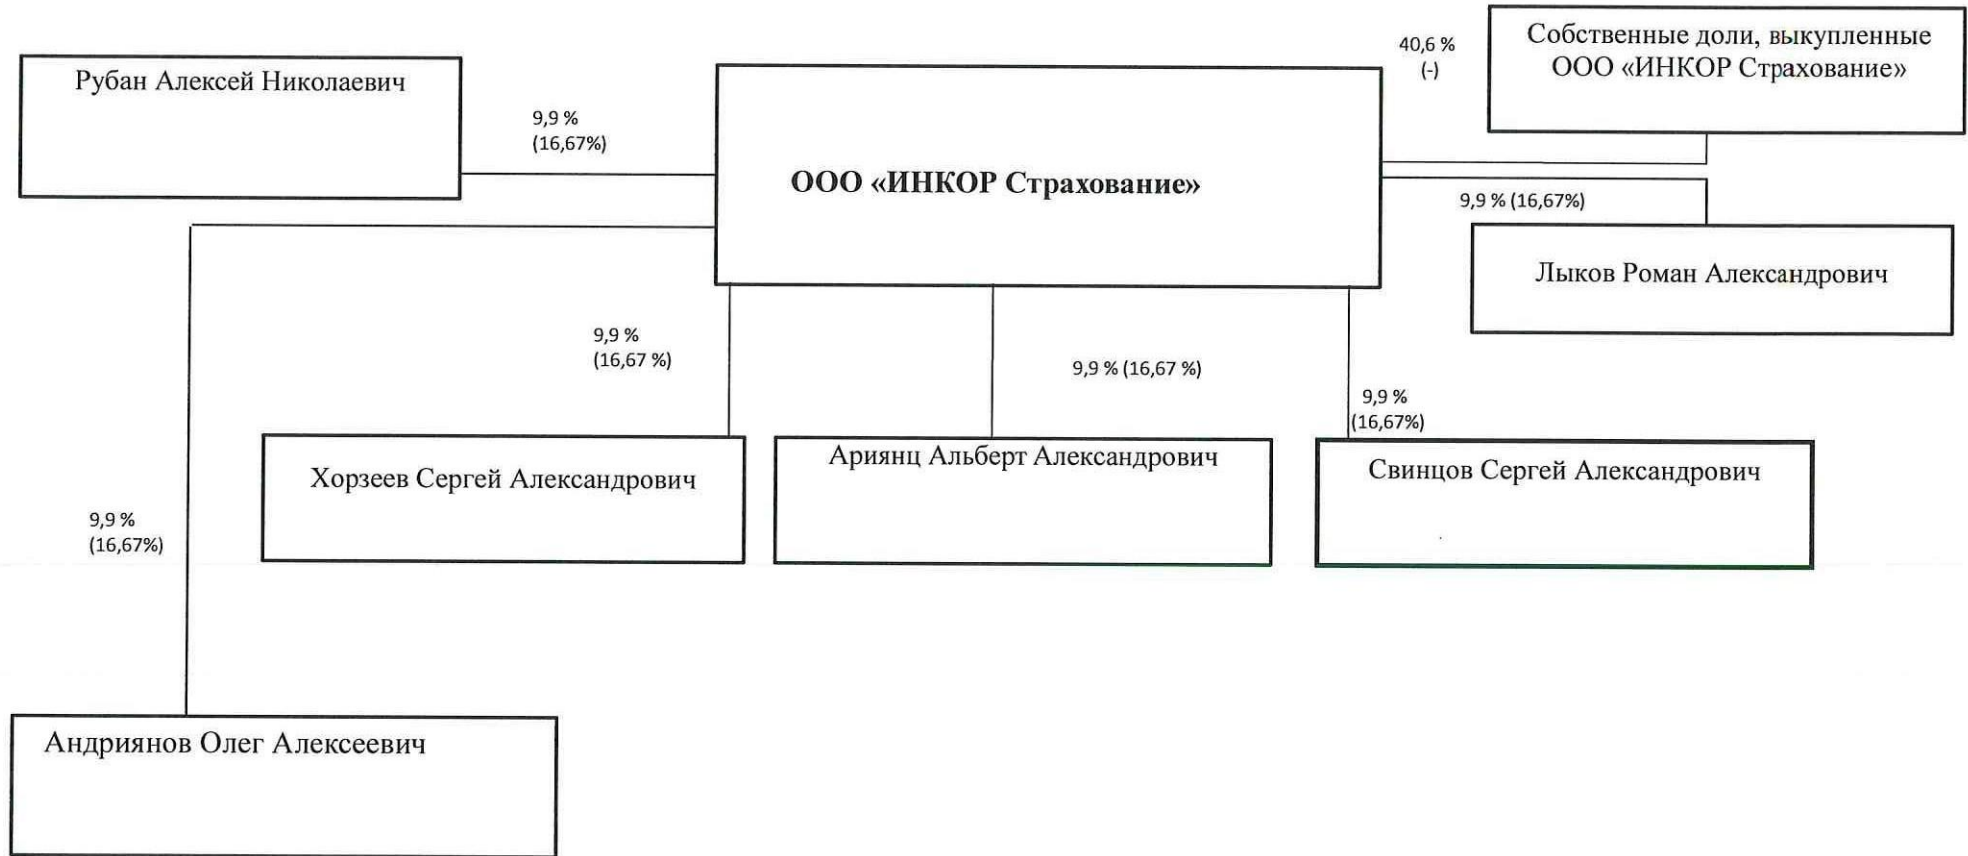 Собственные доли, выкупленные
ООО «ИНКОР Страхование»
40,6 %
(-)
Рубан Алексей Николаевич
9,9 %
(16,67%)
ООО «ИНКОР Страхование»
9,9 % (16,67%)
Лыков Роман Александрович
9,9 %
(16,67 %)
9,9 % (16,67 %)
9,9 %
(16,67%)
Хорзеев Сергей Александрович
Ариянц Альберт Александрович
Свинцов Сергей Александрович
9,9 %
(16,67%)
Андриянов Олег Алексеевич